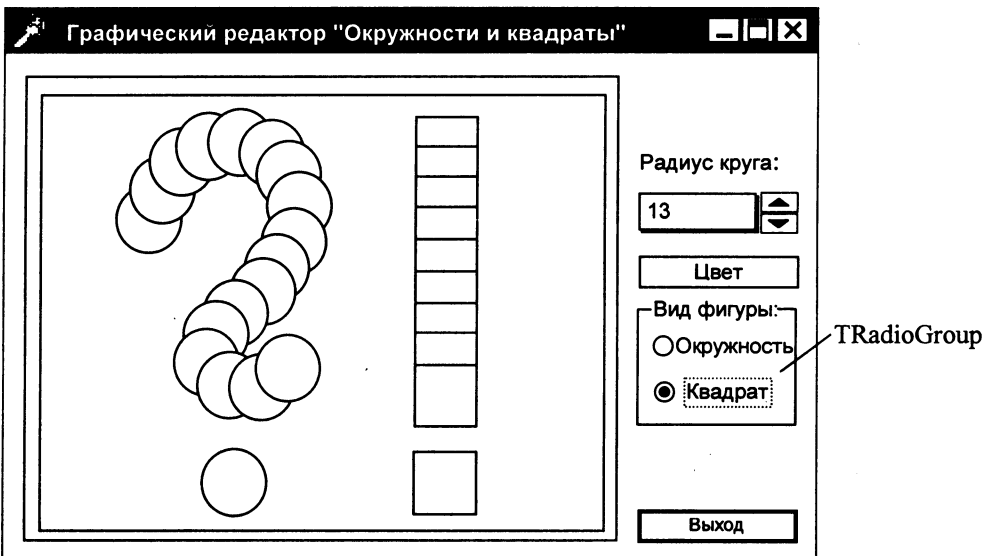 Графический редактор "Окружности и квадраты"
Радиус круга:
13
Цвет
Вид фигуры:
Окружность
Квадрат
TRadioGroup
Выход